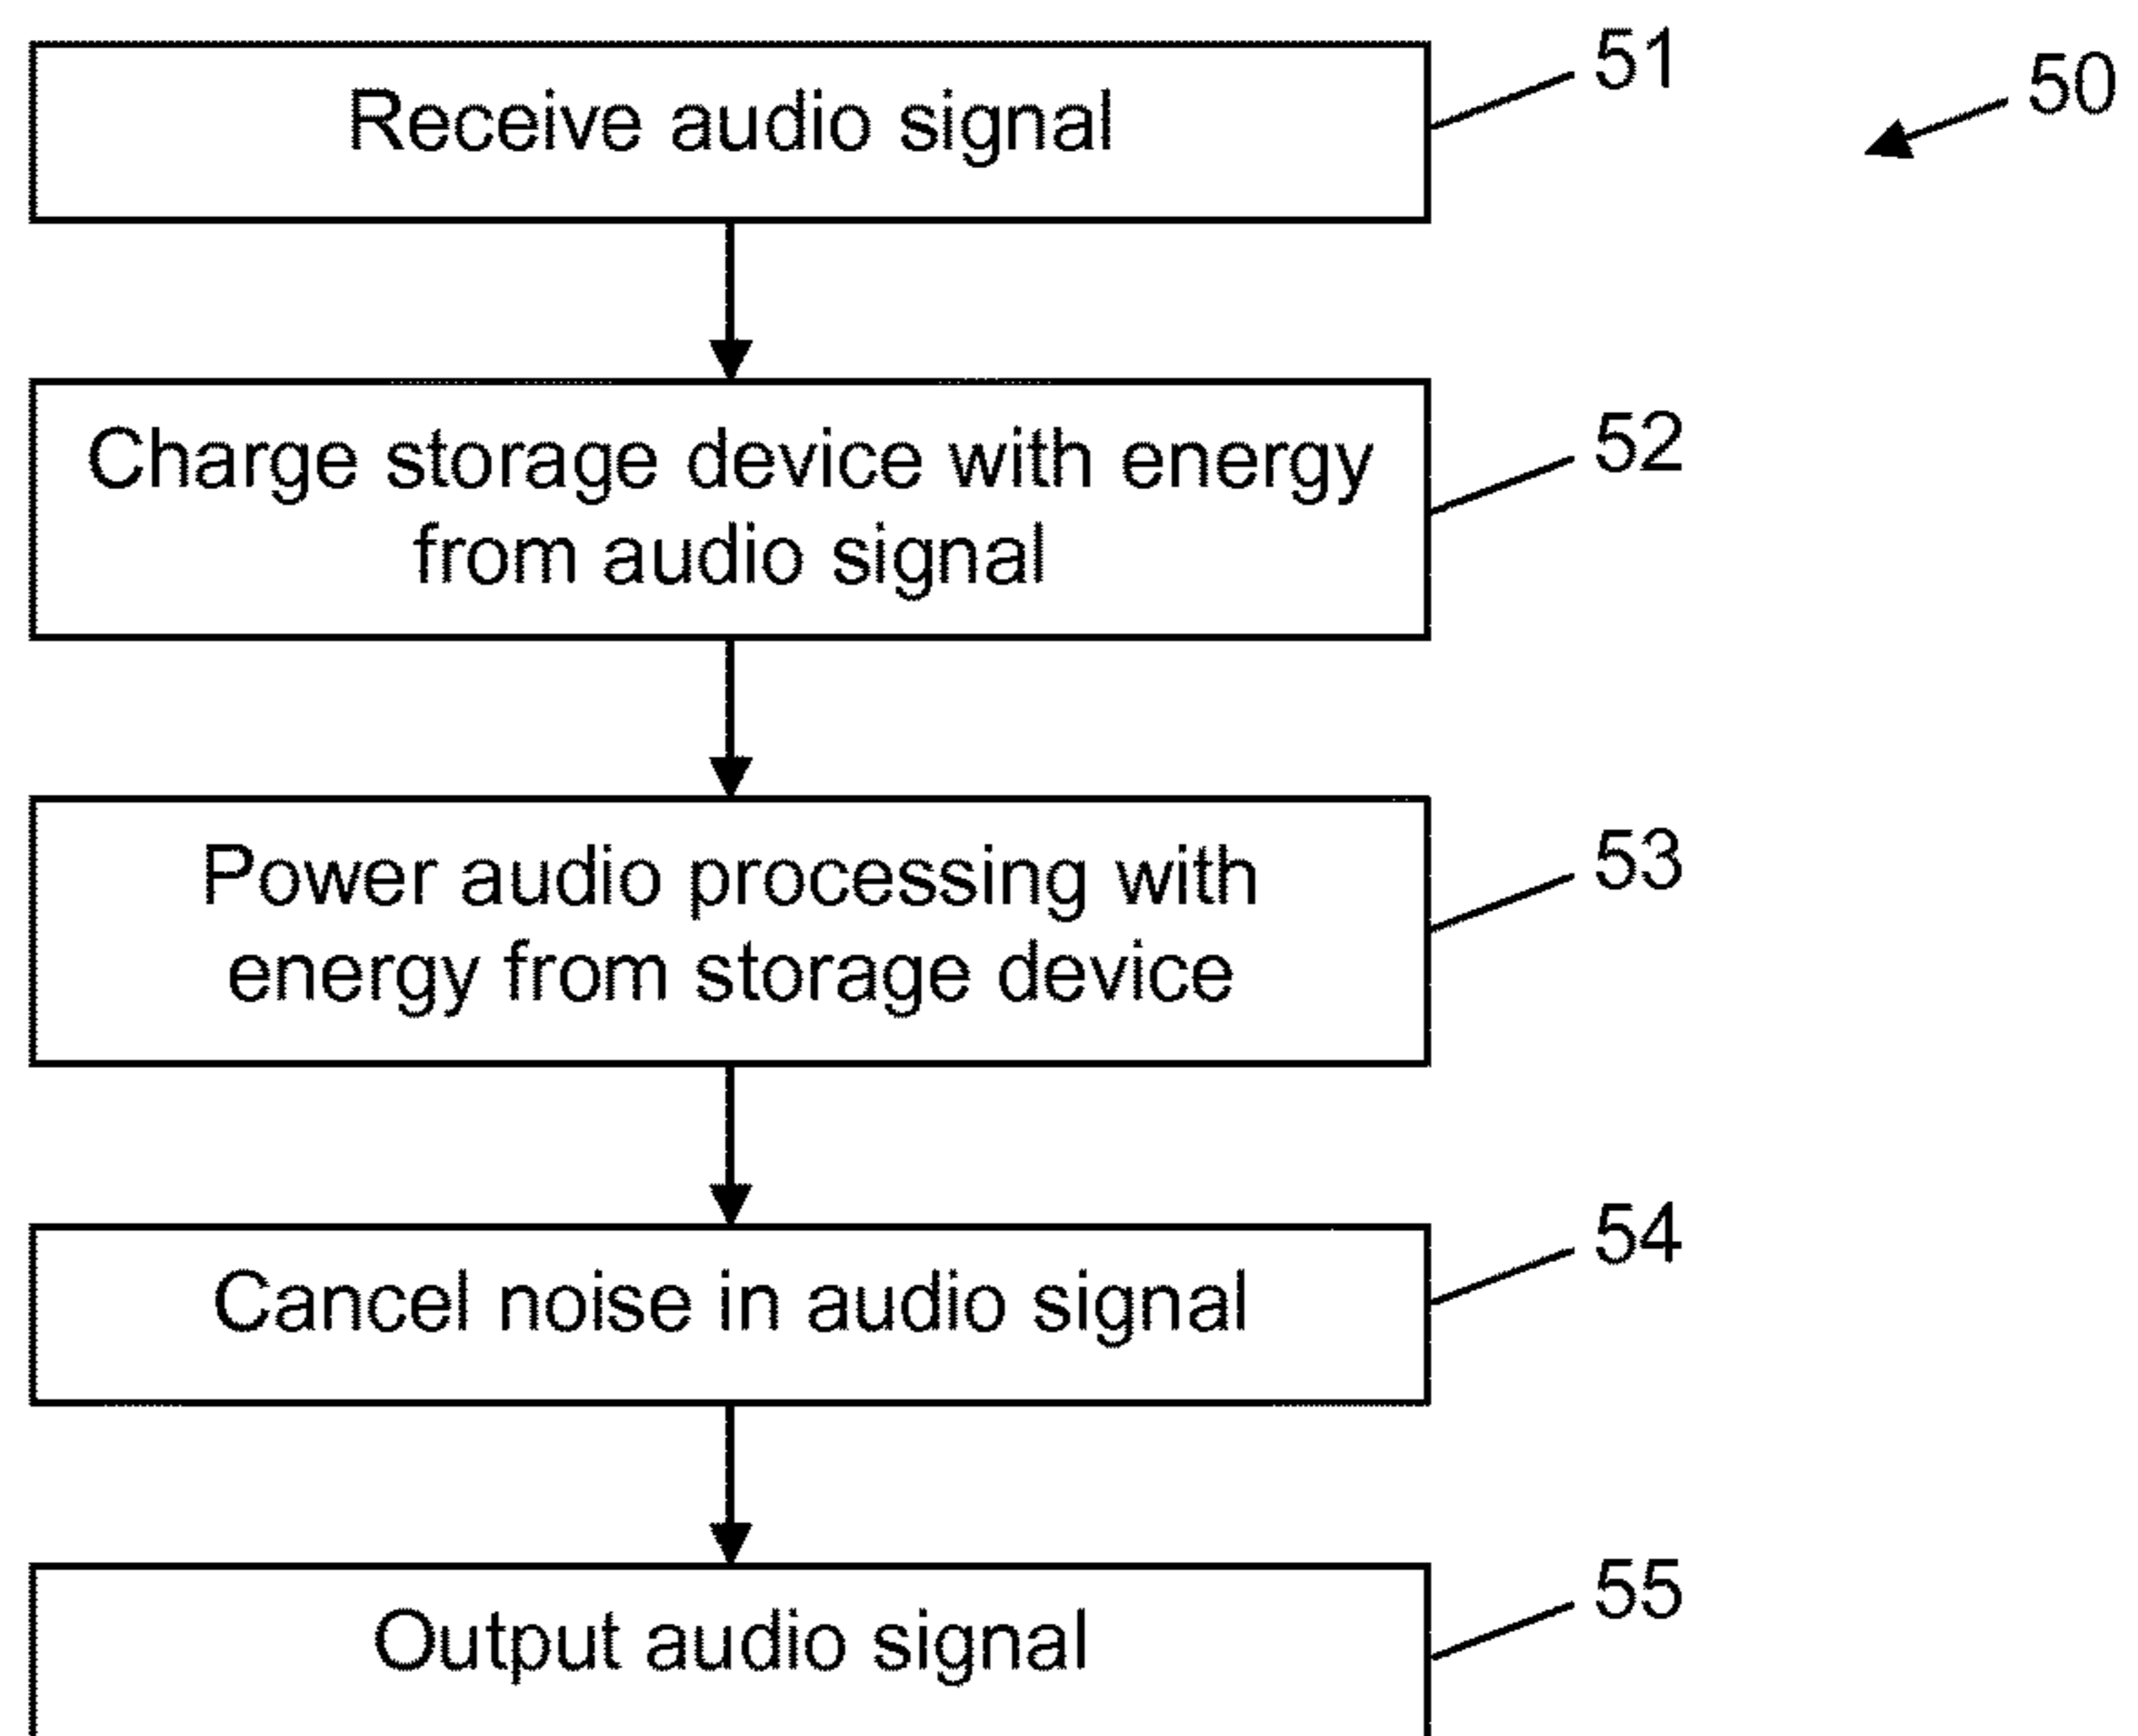 Receive audio signal
51
50
Charge storage device with energy
from audio signal
52
Power audio processing with
energy from storage device
53
Cancel noise in audio signal
54
Output audio signal
55